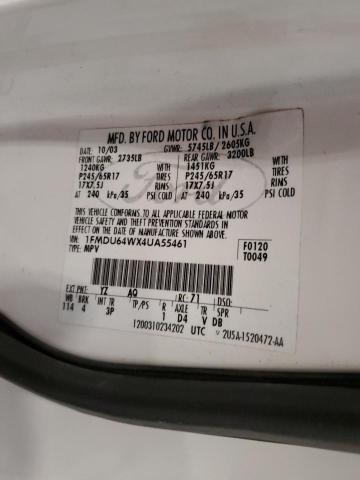 MFD. BY FORD MOTOR CO. IN U.S.A.
DATE: 10/03 GVWR: 5745LB / 2605KG
FRONT GAWR: 2735LB REAR GAWR: 3200LB
1240KG WITH 1451KG WITH
P245/65R17 TIRES P245/65R17 TIRES
17X7.5J RIMS 17X7.5J RIMS
AT 240 kPa/35 PSI COLD AT 240 kPa/35 PSI COLD
THIS VEHICLE CONFORMS TO ALL APPLICABLE FEDERAL MOTOR
VEHICLE SAFETY STANDARDS IN EFFECT ON THE DATE OF
MANUFACTURE SHOWN ABOVE.
VIN: 1FMDU64WX4UA55461 F0120
TYPE: MPV T0049
EXT PNT: YZ AQ RC: 71 DSO:
WB BRK INT TR TP/PS R AXLE TR SPR
114 4 3P 1 D4 V DB
1200310234202 UTC 2U5A-1520472-AA
Ford